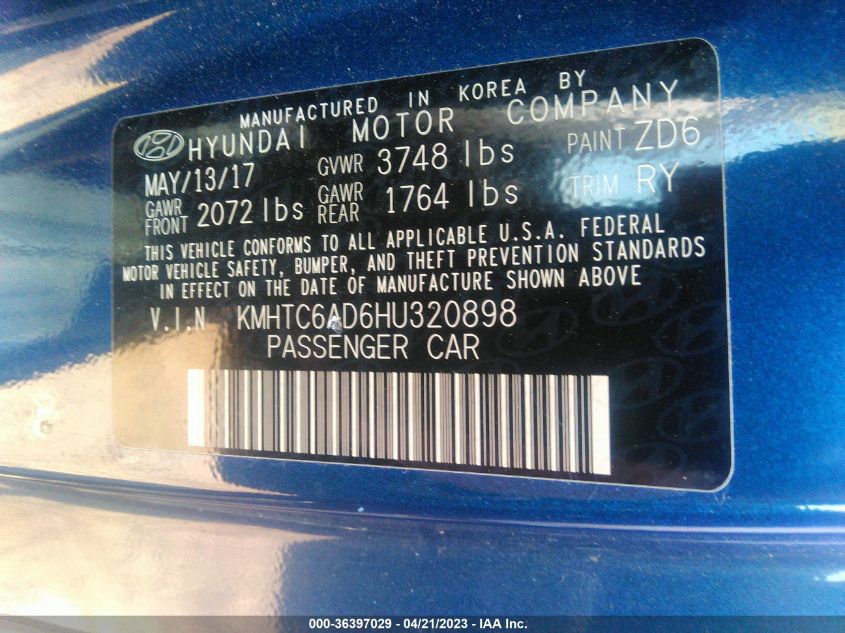 MANUFACTURED IN KOREA BY
HYUNDAI MOTOR COMPANY
MAY/13/17 GVWR 3748 lbs PAINT ZD6
GAWR FRONT 2072 lbs GAWR REAR 1764 lbs TRIM RY
THIS VEHICLE CONFORMS TO ALL APPLICABLE U.S.A. FEDERAL
MOTOR VEHICLE SAFETY, BUMPER, AND THEFT PREVENTION STANDARDS
IN EFFECT ON THE DATE OF MANUFACTURE SHOWN ABOVE
V.I.N KMHTC6AD6HU320898
PASSENGER CAR
000-36397029 - 04/21/2023 - IAA Inc.